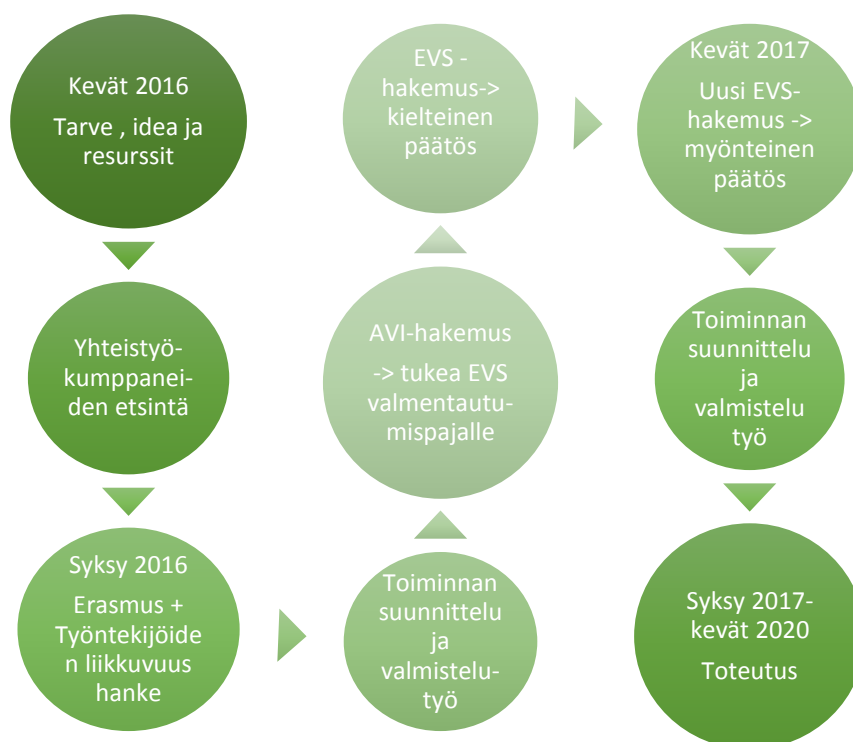 Kevät 2016
Tarve , idea ja
resurssit
Yhteistyö-
kumppanei-
den etsintä
Syksy 2016
Erasmus +
Työntekijöide
n liikkuvuus
hanke
Toiminnan
suunnittelu
ja
valmistelu-
työ
AVI-hakemus
-> tukea EVS
valmentautu-
mispajalle
EVS -
hakemus->
kielteinen
päätös
Kevät 2017
Uusi EVS-
hakemus ->
myönteinen
päätös
Toiminnan
suunnittelu
ja
valmistelu
työ
Syksy 2017-
kevät 2020
Toteutus